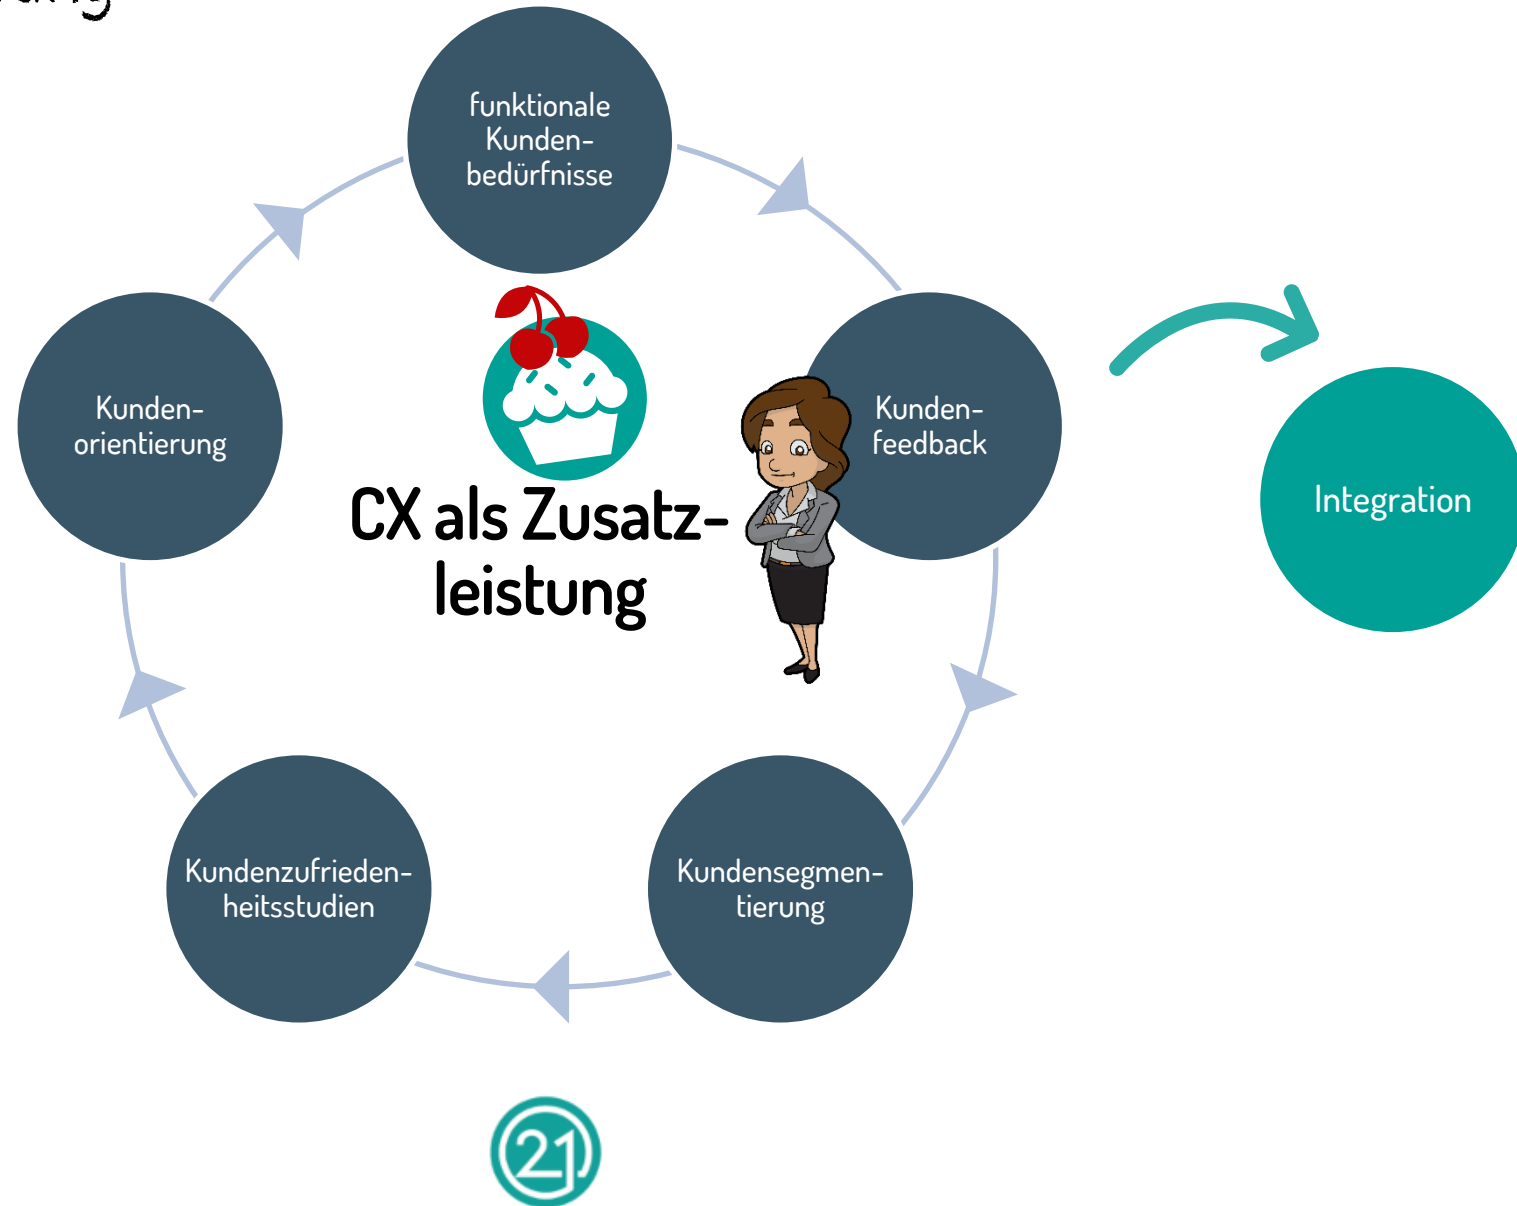 funktionale
Kunden-
bedürfnisse
Kunden-
orientierung
Kunden-
feedback
CX als Zusatz-
leistung
Integration
Kundenzufrieden-
heitsstudien
Kundensegmen-
tierung
21